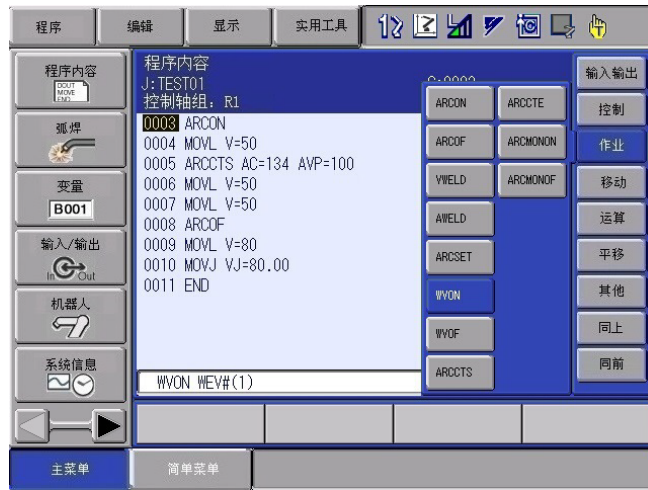 程序
编辑
显示
实用工具
程序内容
DOUT
MOVE
END
弧焊
变量
B001
输入/输出
In Out
机器人
系统信息
程序内容
J:TEST01
控制轴组: R1
0003 ARCON
0004 MOVL V=50
0005 ARCCTS AC=134 AVP=100
0006 MOVL V=50
0007 MOVL V=50
0008 ARCOF
0009 MOVL V=80
0010 MOVJ VJ=80.00
0011 END
WVON WEV#(1)
ARCON
ARCOF
VWELD
AWELD
ARCSET
WVON
WVOF
ARCCTS
ARCCTE
ARCMONON
ARCMONOF
输入输出
控制
作业
移动
运算
平移
其他
同上
同前
主菜单
简单菜单